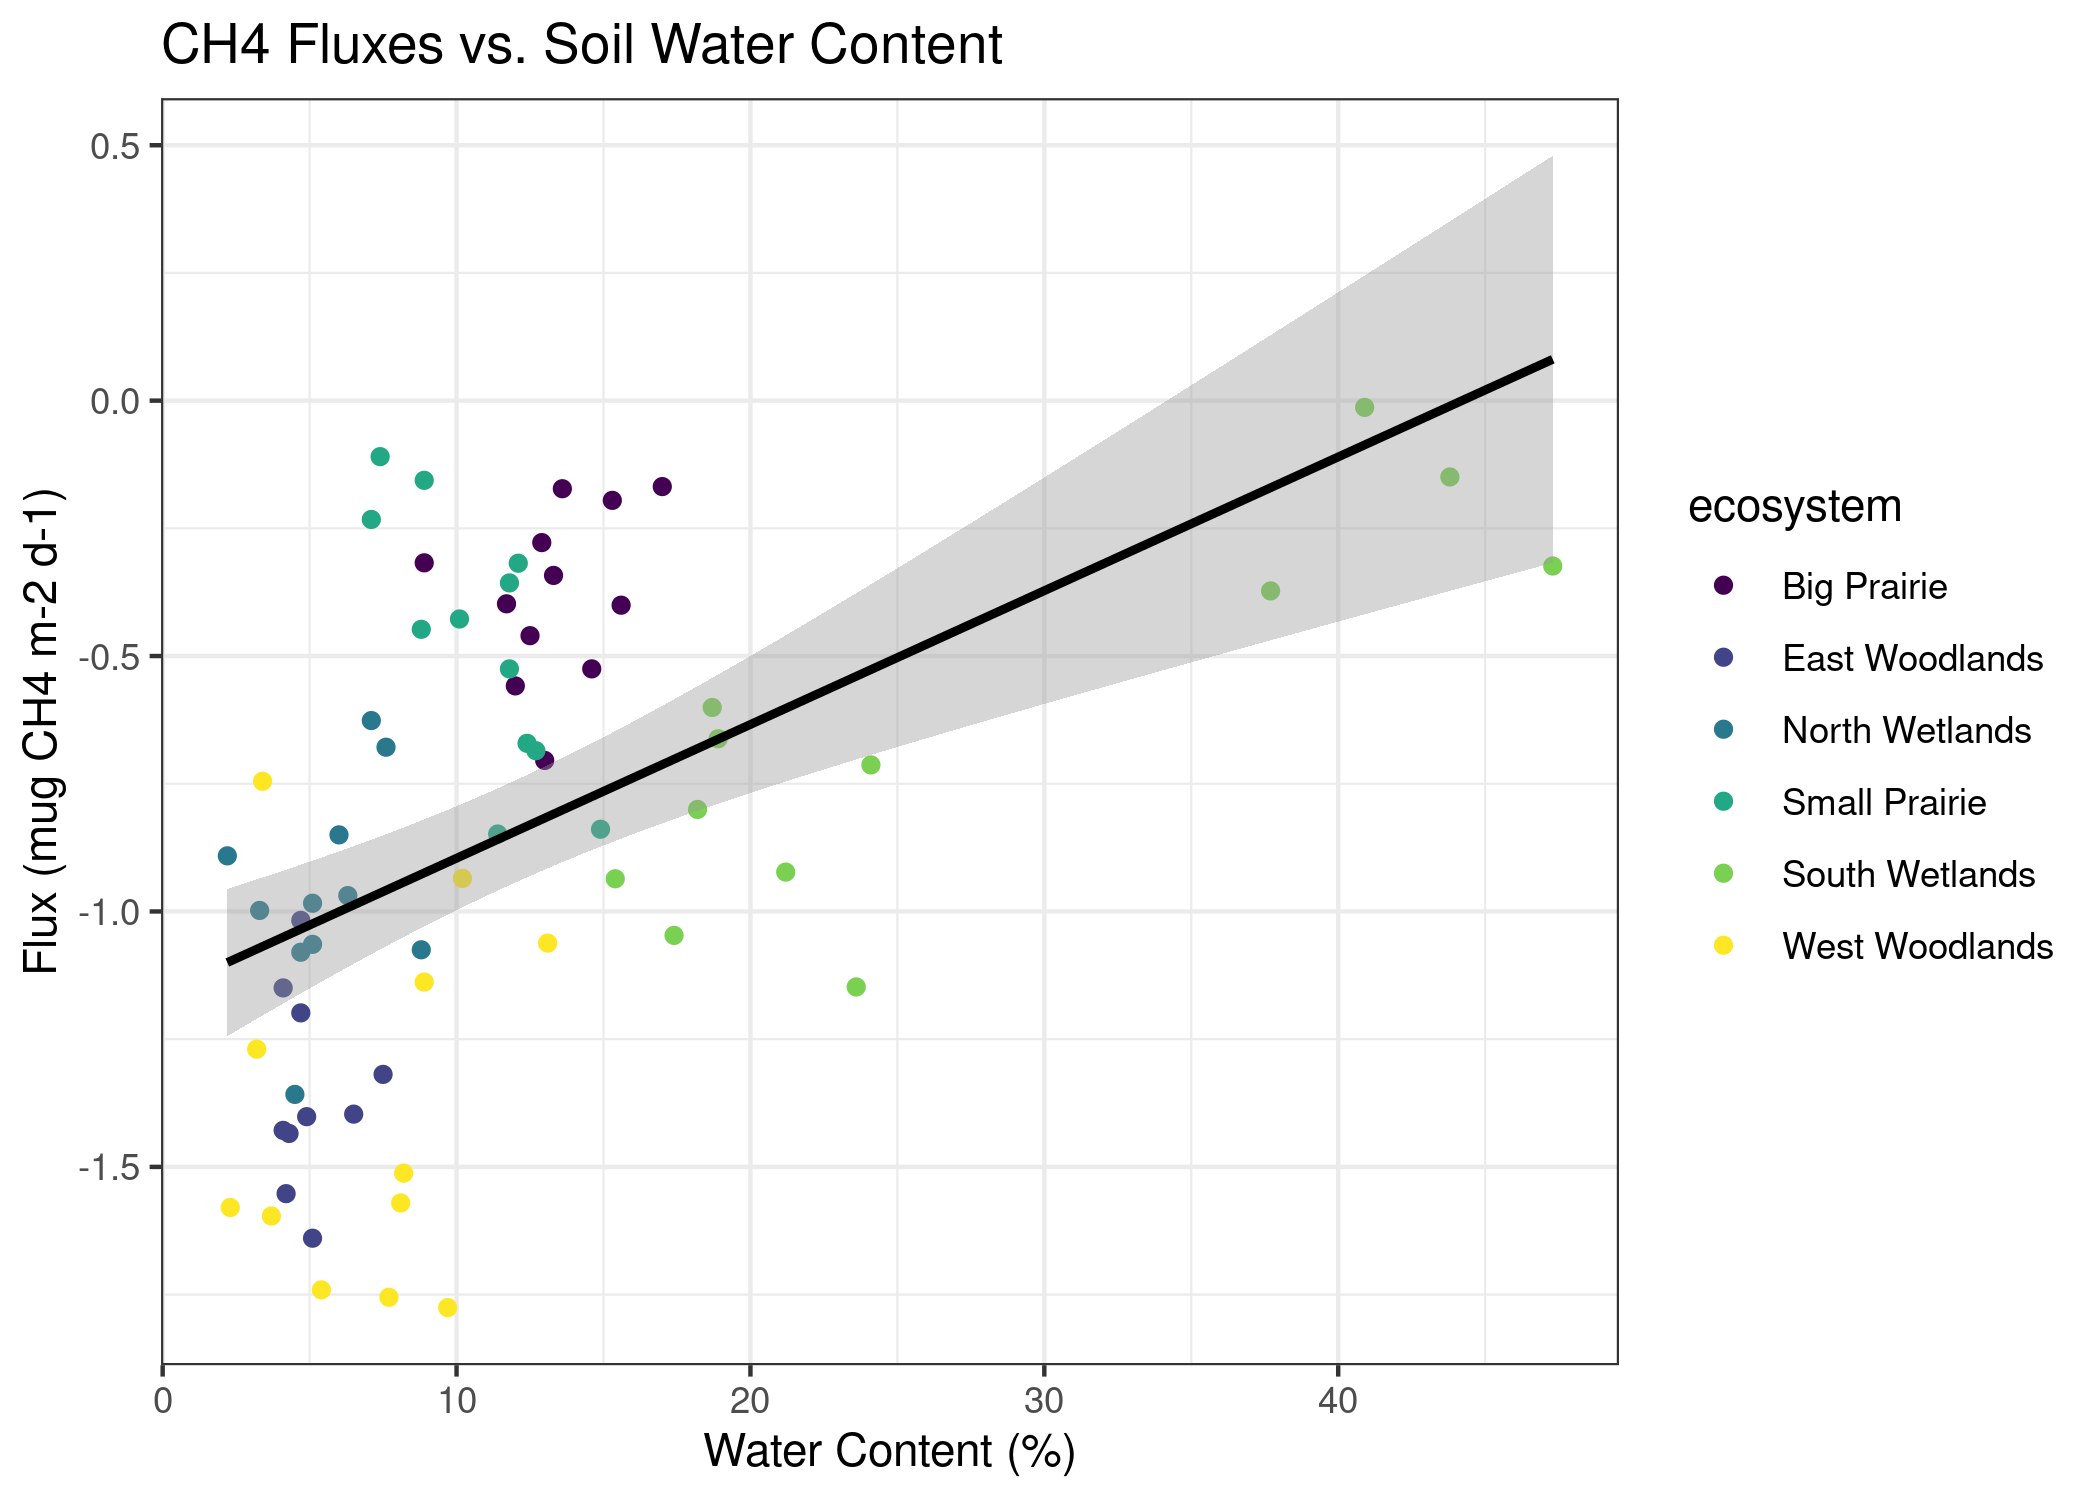 CH4 Fluxes vs. Soil Water Content
Flux (mug CH4 m-2 d-1)
0.5
0.0
-0.5
-1.0
-1.5
0 10 20 30 40
Water Content (%)
ecosystem
Big Prairie
East Woodlands
North Wetlands
Small Prairie
South Wetlands
West Woodlands